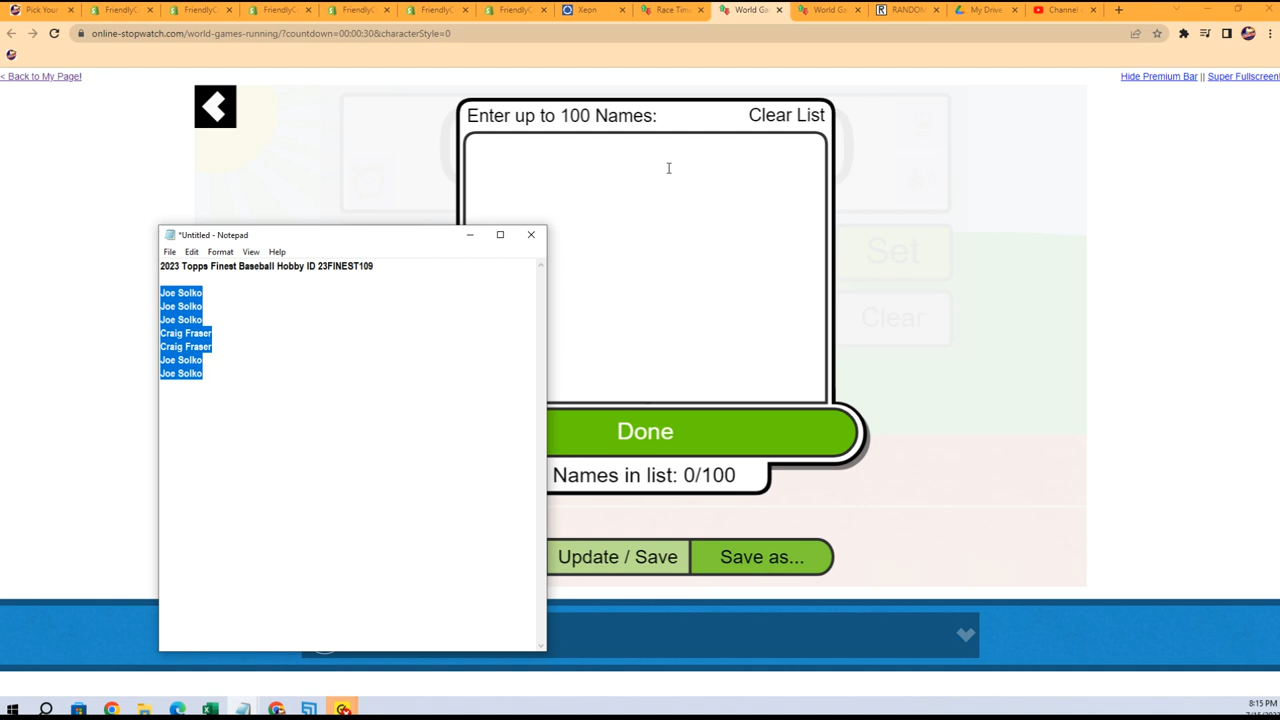 Pick Your
FriendlyC
FriendlyC
FriendlyC
FriendlyC
FriendlyC
FriendlyC
Xeon
Race Time
World Ga
World Ga
RANDOM
My Drive
Channel
online-stopwatch.com/world-games-running/?countdown=00:00:30&characterStyle=0
< Back to My Page!
Hide Premium Bar || Super Fullscreen!
Enter up to 100 Names:
Clear List
*Untitled - Notepad
File Edit Format View Help
2023 Topps Finest Baseball Hobby ID 23FINEST109
Joe Solko
Joe Solko
Joe Solko
Craig Fraser
Craig Fraser
Joe Solko
Joe Solko
Set
Clear
Done
Names in list: 0/100
Update / Save
Save as...
8:15 PM